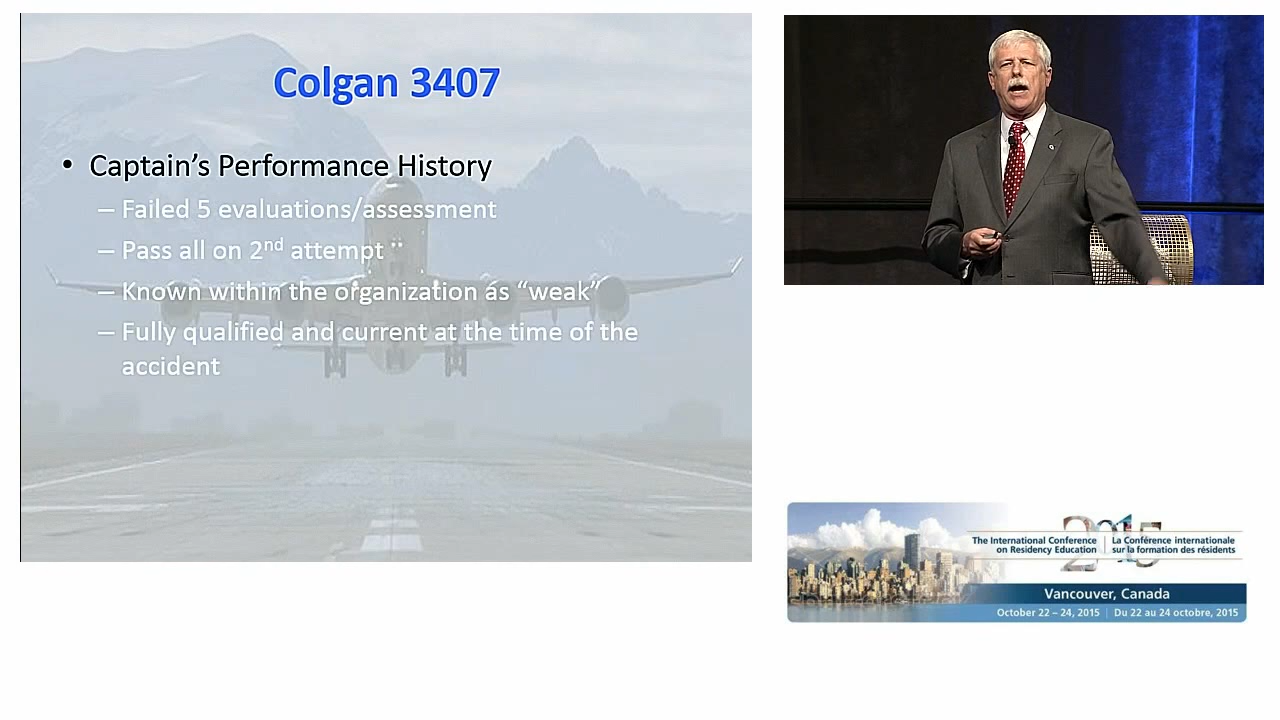 Colgan 3407
• Captain's Performance History
– Failed 5 evaluations/assessment
– Pass all on 2nd attempt
– Known within the organization as “weak”
– Fully qualified and current at the time of the
accident
2015
The International Conference
on Residency Education
La Conférence internationale
sur la formation des résidents
Vancouver, Canada
October 22 – 24, 2015 | Du 22 au 24 octobre, 2015